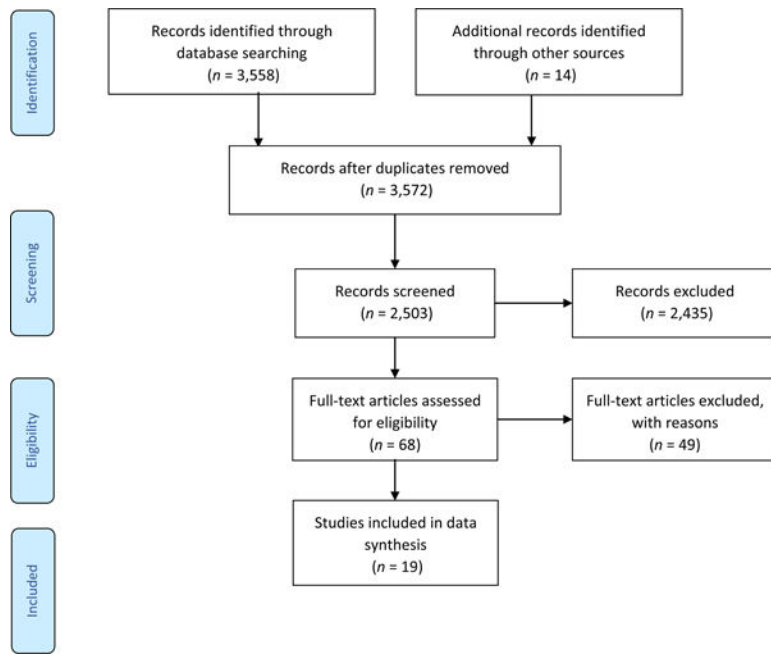 Identification
Records identified through
database searching
(n = 3,558)
Additional records identified
through other sources
(n = 14)
Records after duplicates removed
(n = 3,572)
Screening
Records screened
(n = 2,503)
Records excluded
(n = 2,435)
Eligibility
Full-text articles assessed
for eligibility
(n = 68)
Full-text articles excluded,
with reasons
(n = 49)
Included
Studies included in data
synthesis
(n = 19)